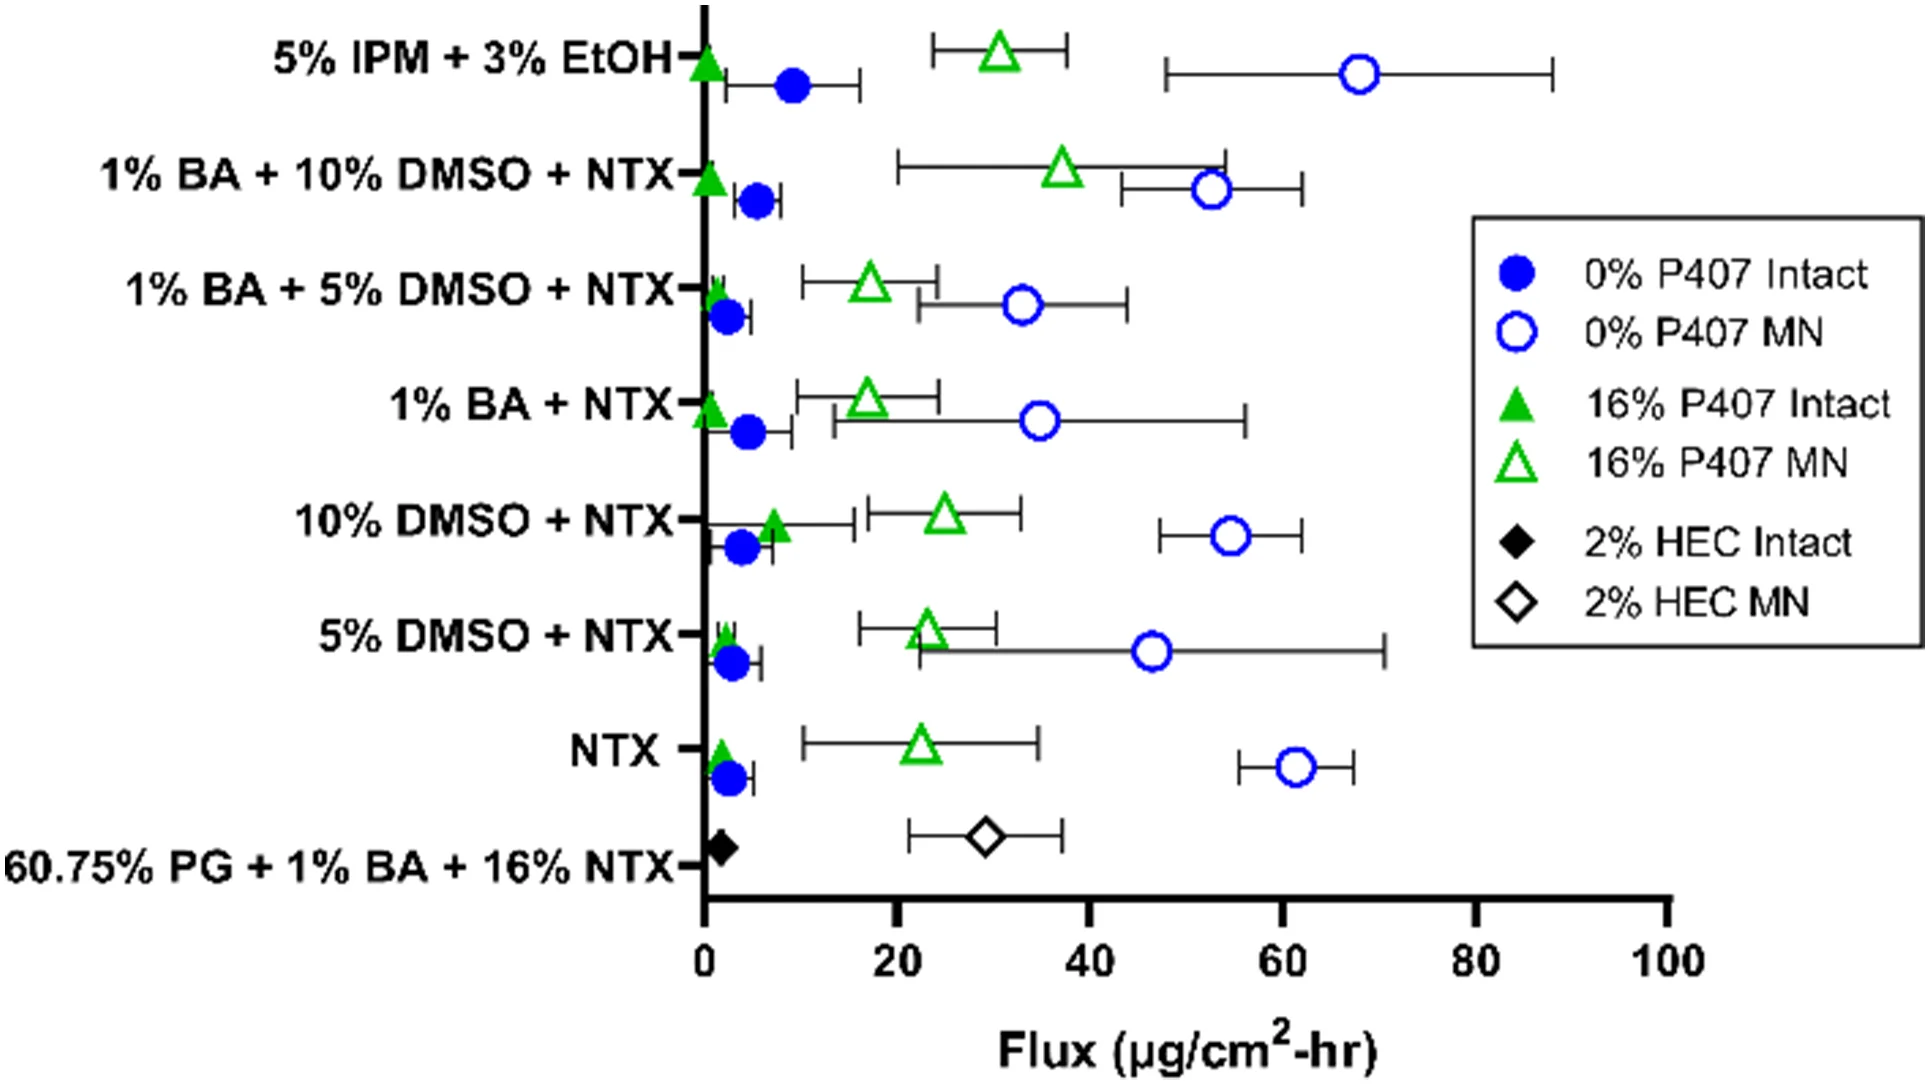 5% IPM + 3% EtOH
1% BA + 10% DMSO + NTX
1% BA + 5% DMSO + NTX
1% BA + NTX
10% DMSO + NTX
5% DMSO + NTX
NTX
60.75% PG + 1% BA + 16% NTX
0 20 40 60 80 100
Flux (µg/cm²-hr)
0% P407 Intact
0% P407 MN
16% P407 Intact
16% P407 MN
2% HEC Intact
2% HEC MN